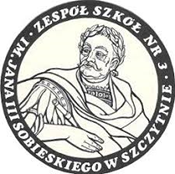 ZESPÓŁ SZKÓŁ NR 3
IM. JANA III SOBIESKIEGO W SZCZYTNIE